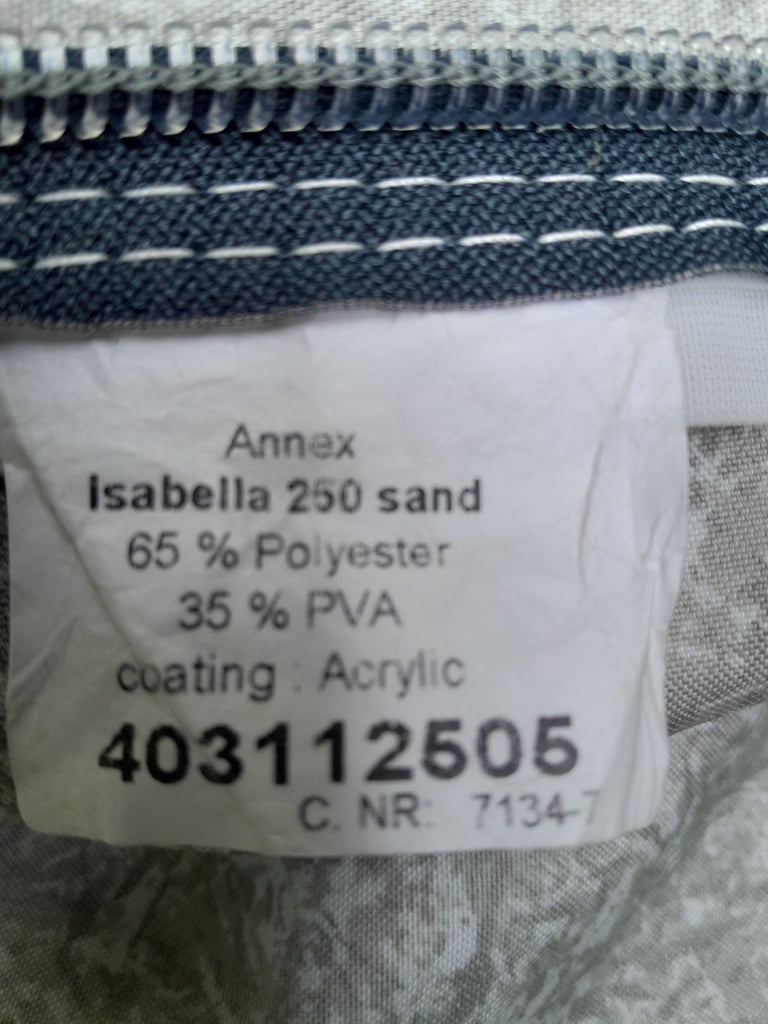 Annex
Isabella 250 sand
65 % Polyester
35 % PVA
coating : Acrylic
403112505
C. NR: 7134-7